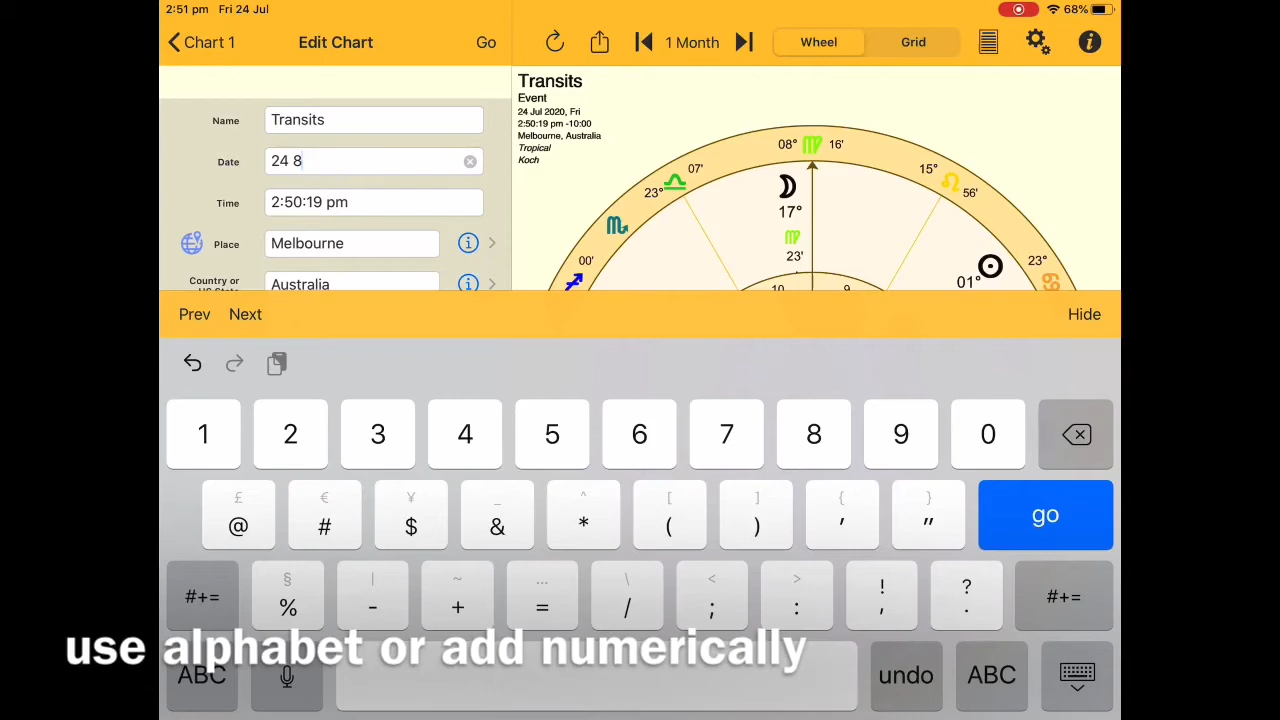 2:51 pm Fri 24 Jul 68%
Chart 1 Edit Chart Go 1 Month Wheel Grid
Transits
Event
24 Jul 2020, Fri
2:50:19 pm -10:00
Melbourne, Australia
Tropical
Koch
Name Transits
Date 24 8
Time 2:50:19 pm
Place Melbourne
Country or
US State
Australia
08° 16'
23° 07'
15° 56'
17°
23'
00'
01°
23°
10 9
Prev Next Hide
1 2 3 4 5 6 7 8 9 0
£ € ¥ _ ^ [ ] { }
@ # $ & * ( ) ' " go
§ | ~ … \ < > ! ?
#+= % - + = / ; : , . #+=
use alphabet or add numerically
ABC undo ABC